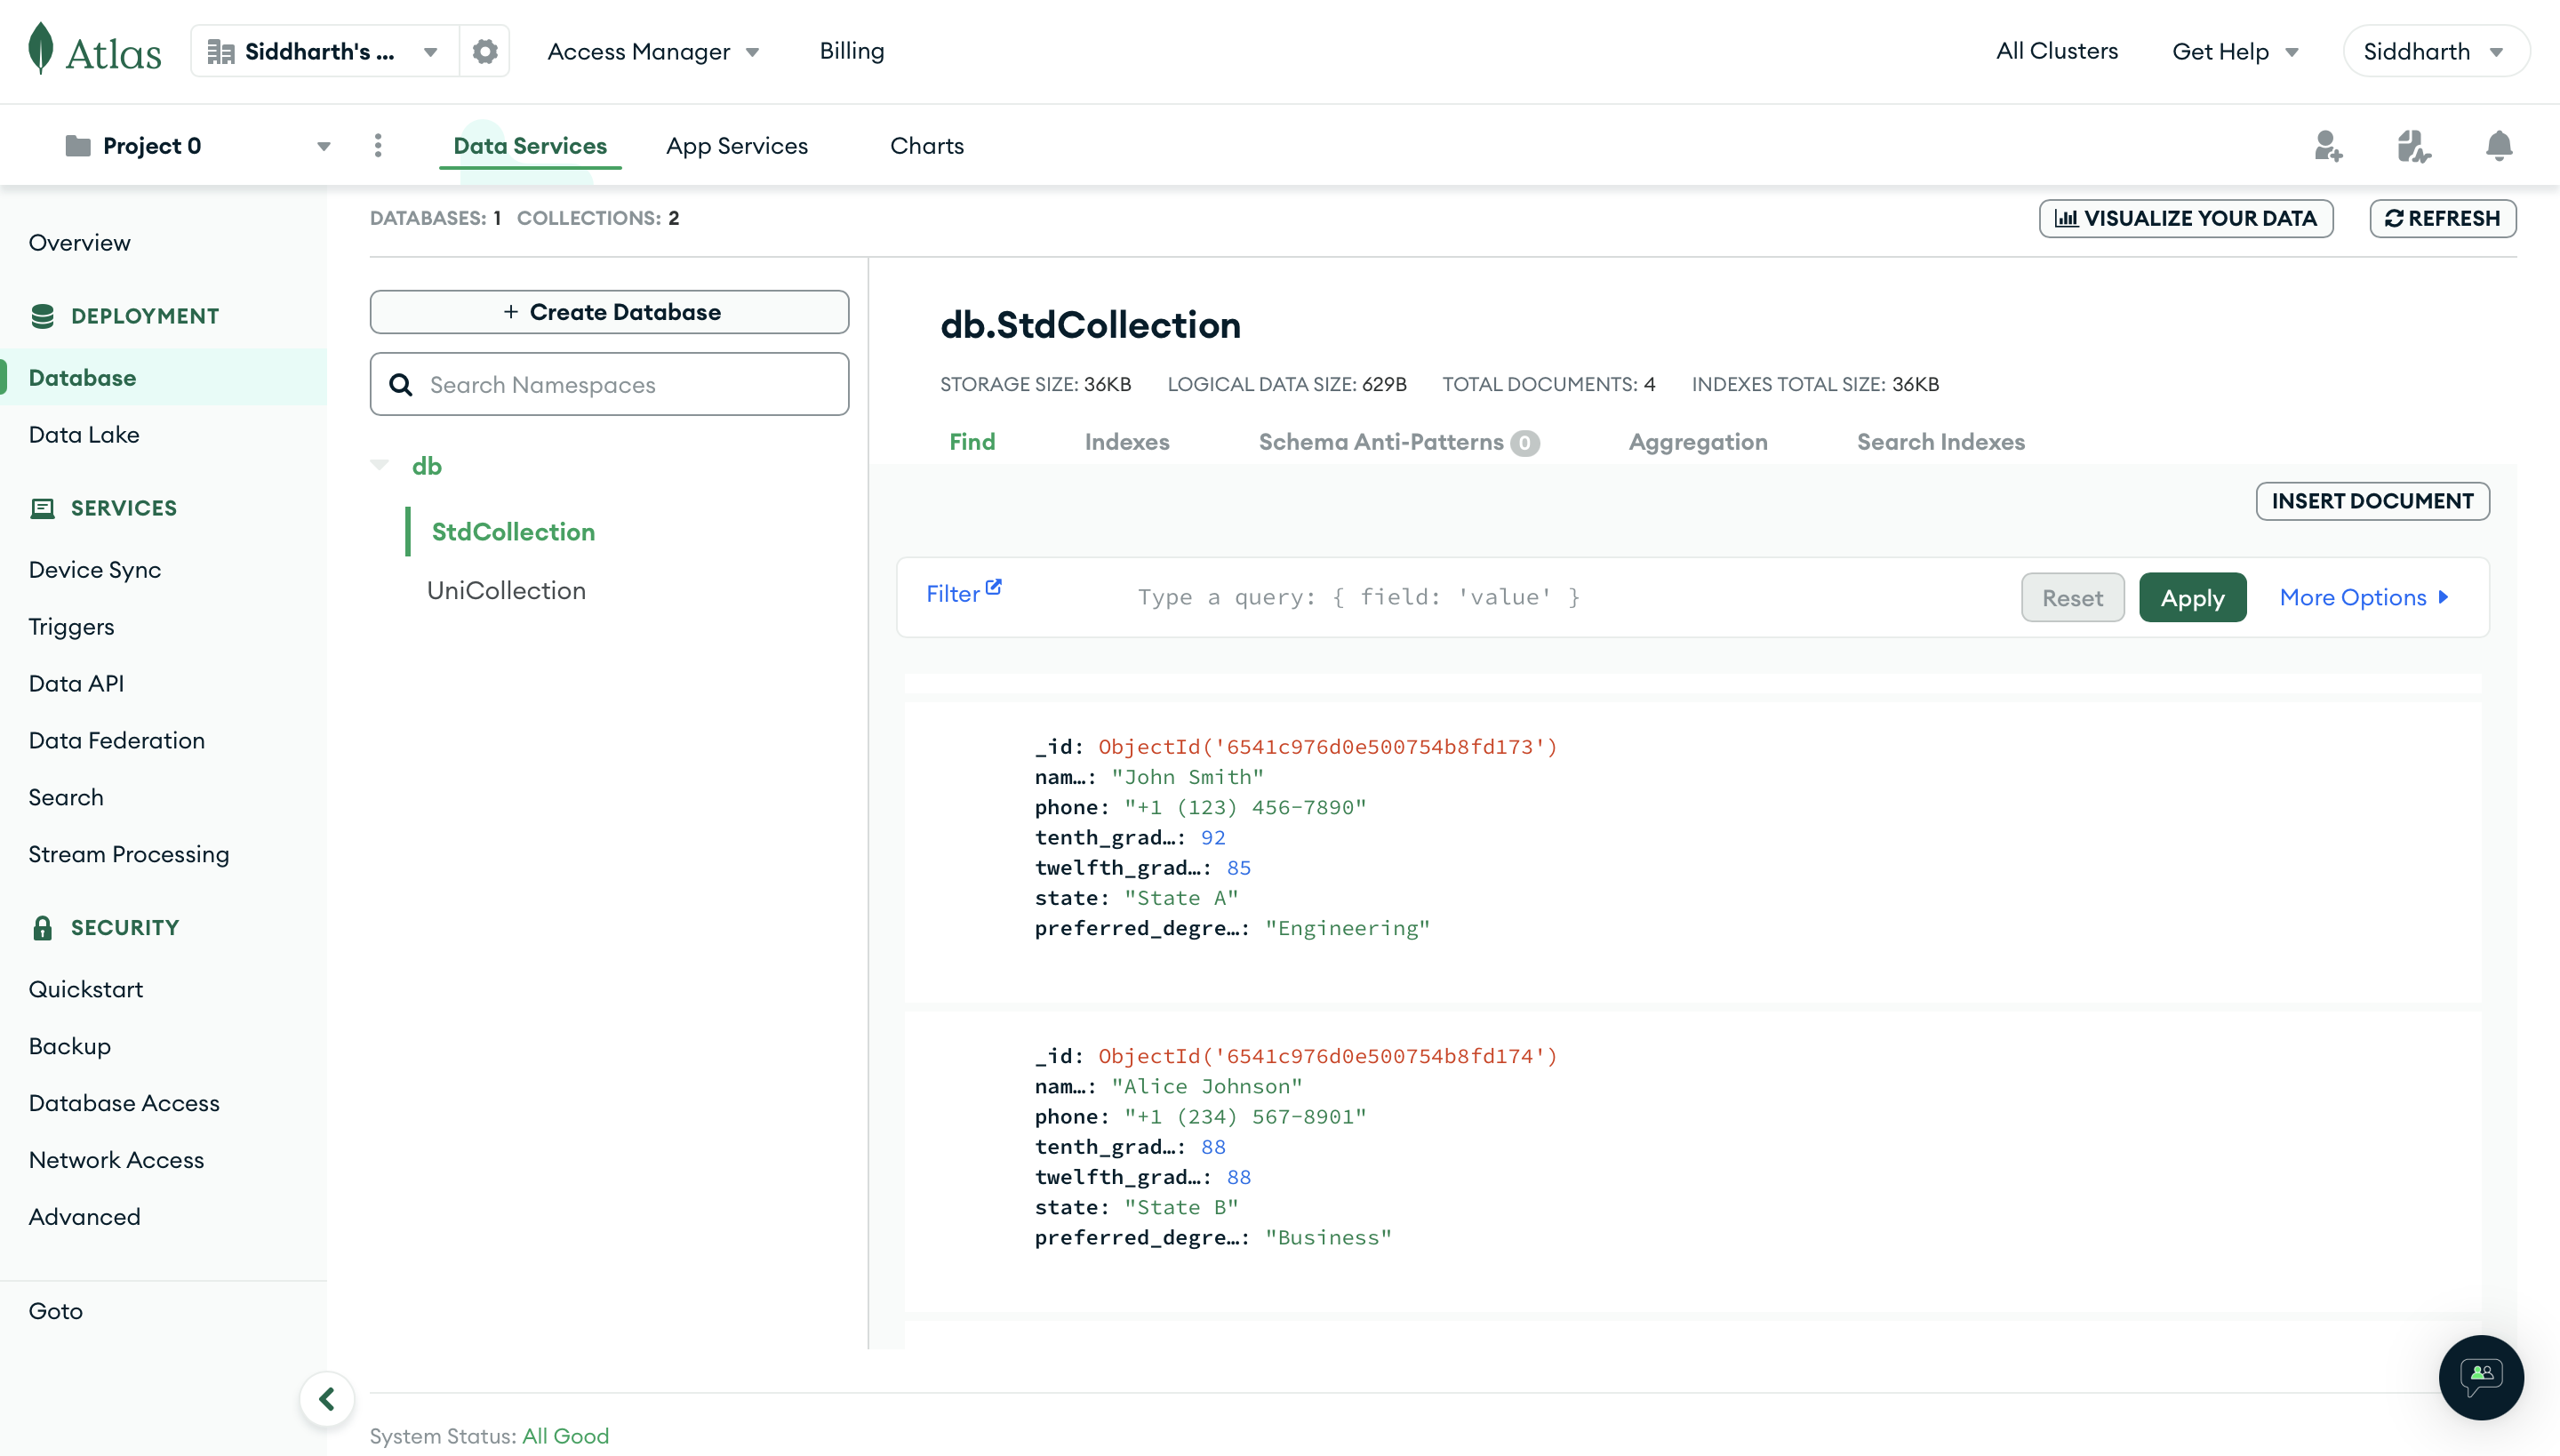 Atlas
Siddharth's ...
Access Manager
Billing
All Clusters
Get Help
Siddharth
Project 0
Data Services
App Services
Charts
DATABASES: 1 COLLECTIONS: 2
VISUALIZE YOUR DATA
REFRESH
Overview
DEPLOYMENT
Database
Data Lake
SERVICES
Device Sync
Triggers
Data API
Data Federation
Search
Stream Processing
SECURITY
Quickstart
Backup
Database Access
Network Access
Advanced
Goto
+ Create Database
Search Namespaces
db
StdCollection
UniCollection
db.StdCollection
STORAGE SIZE: 36KB LOGICAL DATA SIZE: 629B TOTAL DOCUMENTS: 4 INDEXES TOTAL SIZE: 36KB
Find Indexes Schema Anti-Patterns 0 Aggregation Search Indexes
INSERT DOCUMENT
Filter Type a query: { field: 'value' } Reset Apply More Options
_id: ObjectId('6541c976d0e500754b8fd173')
nam…: "John Smith"
phone: "+1 (123) 456-7890"
tenth_grad…: 92
twelfth_grad…: 85
state: "State A"
preferred_degre…: "Engineering"
_id: ObjectId('6541c976d0e500754b8fd174')
nam…: "Alice Johnson"
phone: "+1 (234) 567-8901"
tenth_grad…: 88
twelfth_grad…: 88
state: "State B"
preferred_degre…: "Business"
System Status: All Good